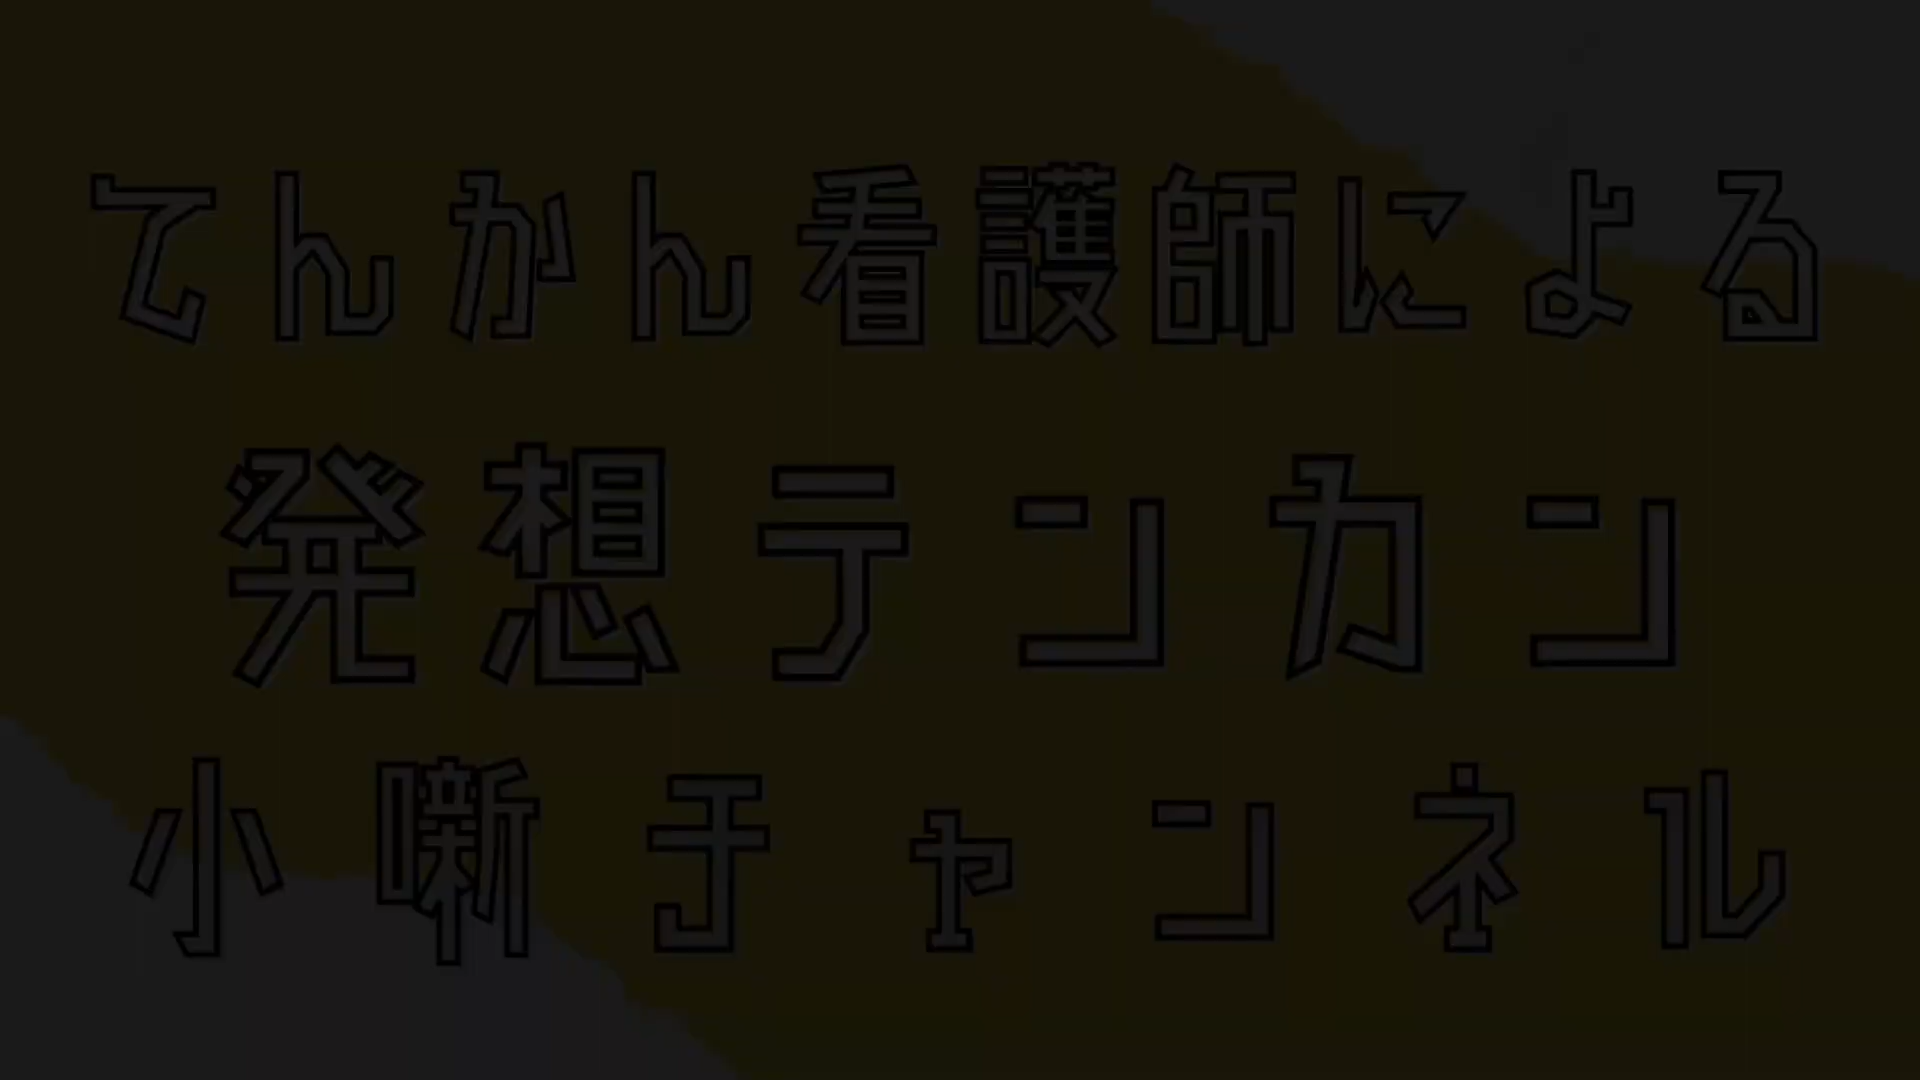 てんかん看護師による
発想テンカン
小噺チャンネル